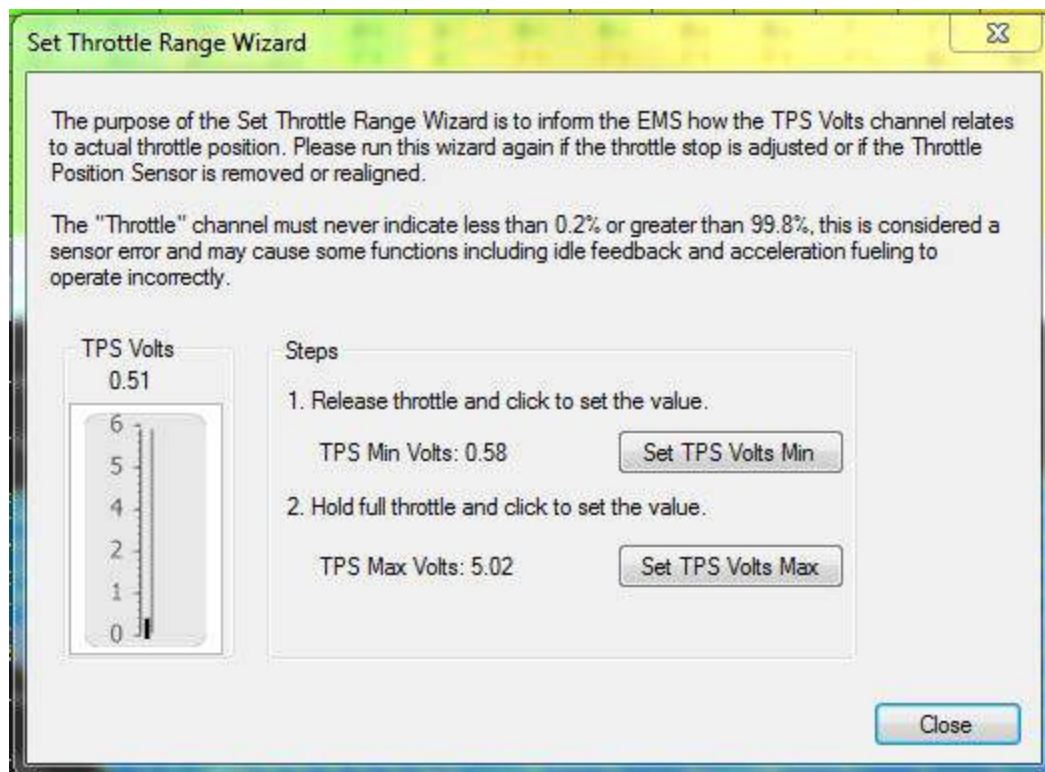 Set Throttle Range Wizard
The purpose of the Set Throttle Range Wizard is to inform the EMS how the TPS Volts channel relates
to actual throttle position. Please run this wizard again if the throttle stop is adjusted or if the Throttle
Position Sensor is removed or realigned.
The "Throttle" channel must never indicate less than 0.2% or greater than 99.8%, this is considered a
sensor error and may cause some functions including idle feedback and acceleration fueling to
operate incorrectly.
TPS Volts
0.51
6
5
4
2
1
0
Steps
1. Release throttle and click to set the value.
TPS Min Volts: 0.58
Set TPS Volts Min
2. Hold full throttle and click to set the value.
TPS Max Volts: 5.02
Set TPS Volts Max
Close